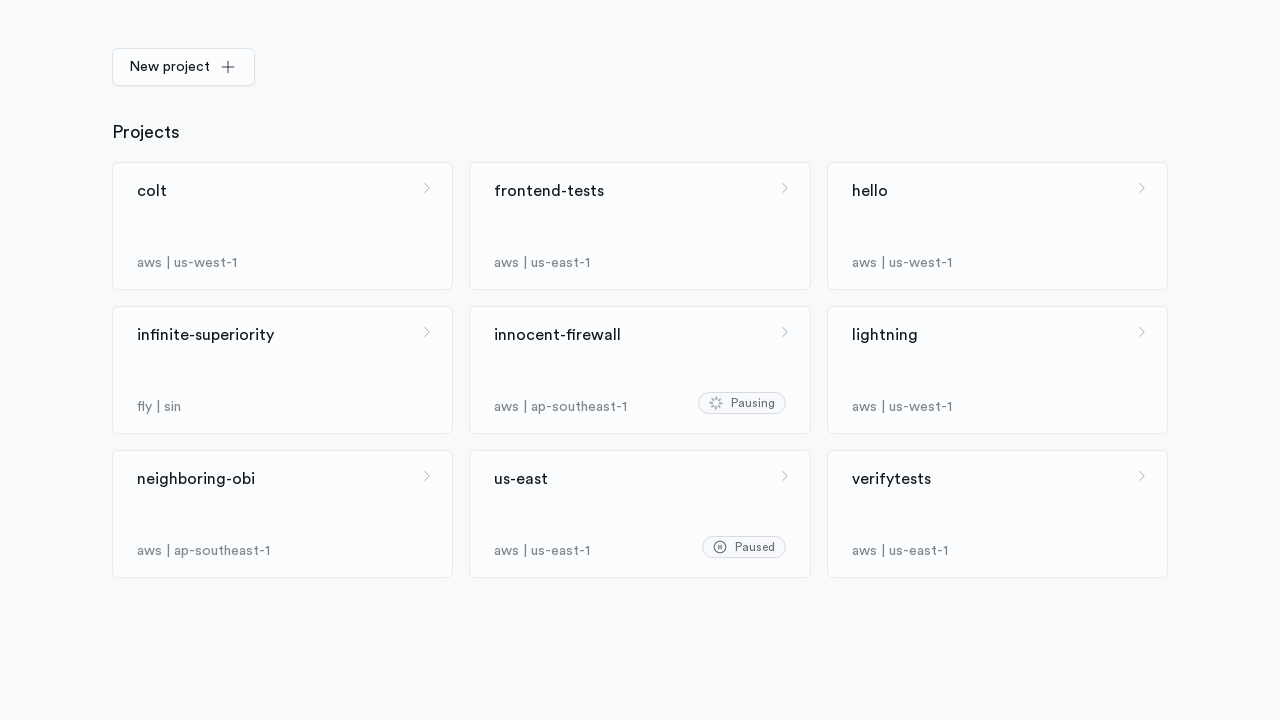 New project
Projects
colt
aws | us-west-1
frontend-tests
aws | us-east-1
hello
aws | us-west-1
infinite-superiority
fly | sin
innocent-firewall
aws | ap-southeast-1
Pausing
lightning
aws | us-west-1
neighboring-obi
aws | ap-southeast-1
us-east
aws | us-east-1
Paused
verifytests
aws | us-east-1